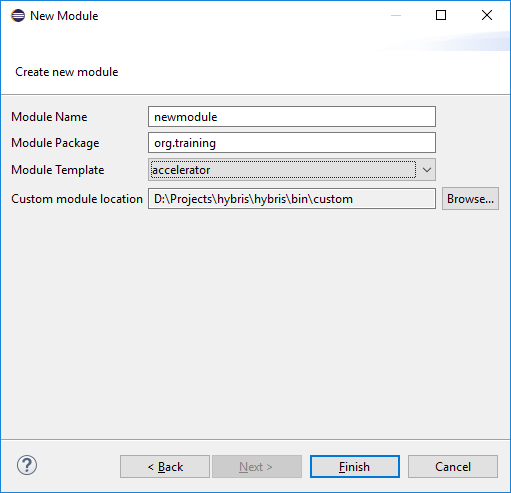 New Module
Create new module
Module Name newmodule
Module Package org.training
Module Template accelerator
Custom module location D:\Projects\hybris\hybris\bin\custom Browse...
? < Back Next > Finish Cancel